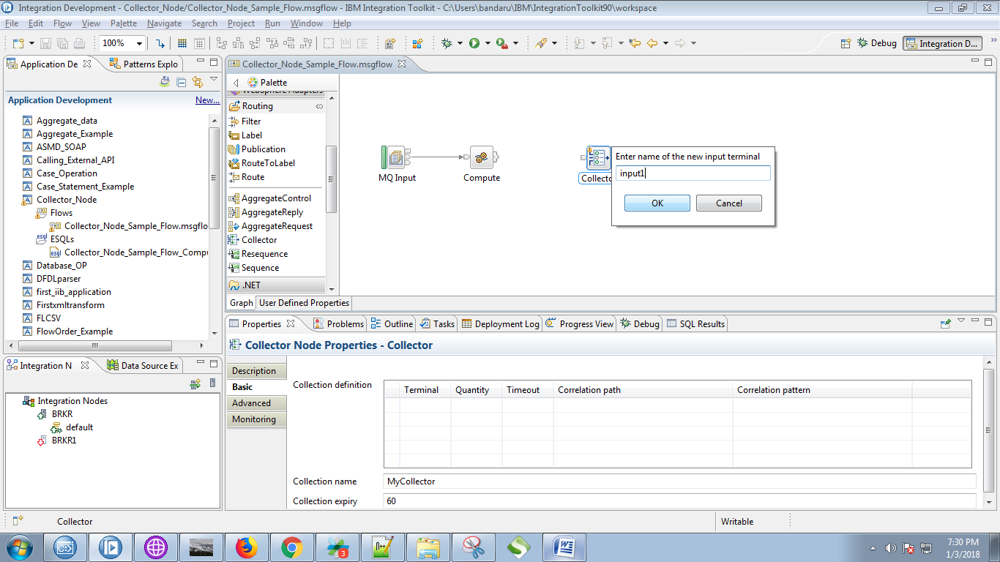 Integration Development - Collector_Node/Collector_Node_Sample_Flow.msgflow - IBM Integration Toolkit - C:\Users\bandaru\IBM\IntegrationToolkit90\workspace
File Edit Flow View Palette Navigate Search Project Run Window Help
100%
Debug
Integration D...
Application De
Patterns Explo
Application Development
New...
Aggregate_data
Aggregate_Example
ASMD_SOAP
Calling_External_API
Case_Operation
Case_Statement_Example
Collector_Node
Flows
Collector_Node_Sample_Flow.msgflo
ESQLs
esql Collector_Node_Sample_Flow_Compu
Database_OP
DFDLparser
first_iib_application
Firstxmltransform
FLCSV
FlowOrder_Example
Integration N
Data Source Ex
Integration Nodes
BRKR
default
BRKR1
Collector_Node_Sample_Flow.msgflow
Palette
WebSphere Adapters
Routing
Filter
Label
Publication
RouteToLabel
Route
AggregateControl
AggregateReply
AggregateRequest
Collector
Resequence
Sequence
.NET
Graph
User Defined Properties
MQ Input
Compute
Collecto
Enter name of the new input terminal
input1
OK
Cancel
Properties
Problems
Outline
Tasks
Deployment Log
Progress View
Debug
SQL Results
Collector Node Properties - Collector
Description
Basic
Advanced
Monitoring
Collection definition
Terminal Quantity Timeout Correlation path Correlation pattern
Collection name
MyCollector
Collection expiry
60
Collector
Writable
7:30 PM
1/3/2018